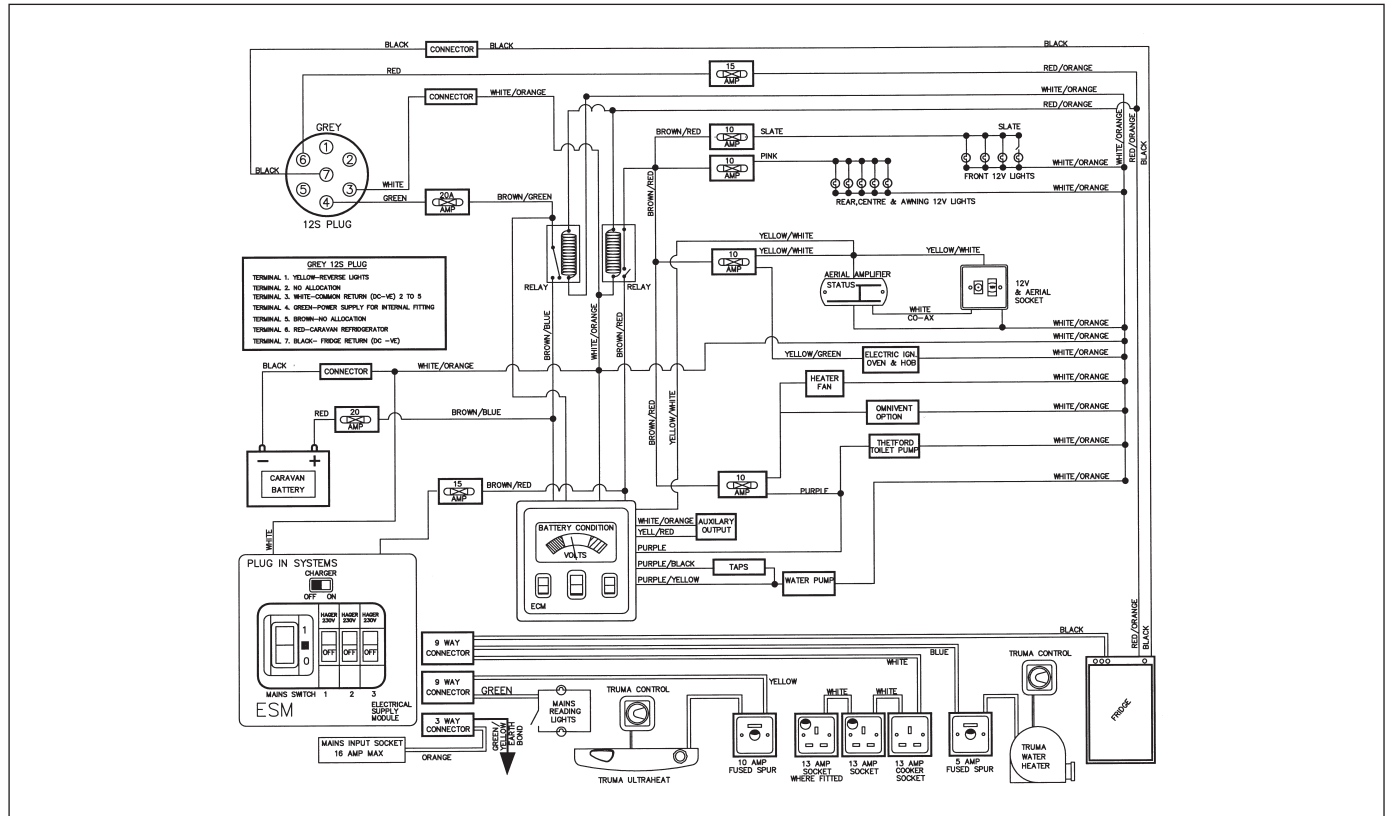 BLACK
CONNECTOR
BLACK
BLACK
RED
15
AMP
RED/ORANGE
CONNECTOR
WHITE/ORANGE
WHITE/ORANGE
RED/ORANGE
GREY
1
6
2
BLACK
7
5
3
4
WHITE
GREEN
20A
AMP
BROWN/GREEN
12S PLUG
BROWN/RED
10
AMP
SLATE
SLATE
10
AMP
PINK
WHITE/ORANGE
FRONT 12V LIGHTS
WHITE/ORANGE
REAR,CENTRE & AWNING 12V LIGHTS
BROWN/RED
WHITE/ORANGE
RED/ORANGE
BLACK
GREY 12S PLUG
TERMINAL 1. YELLOW-REVERSE LIGHTS
TERMINAL 2. NO ALLOCATION
TERMINAL 3. WHITE-COMMON RETURN (DC-VE) 2 TO 5
TERMINAL 4. GREEN-POWER SUPPLY FOR INTERNAL FITTING
TERMINAL 5. BROWN-NO ALLOCATION
TERMINAL 6. RED-CARAVAN REFRIDGERATOR
TERMINAL 7. BLACK- FRIDGE RETURN (DC -VE)
RELAY
RELAY
YELLOW/WHITE
YELLOW/WHITE
YELLOW/WHITE
10
AMP
AERIAL AMPLIFIER
STATUS
12V
& AERIAL
SOCKET
WHITE
CO-AX
WHITE/ORANGE
WHITE/ORANGE
BROWN/BLUE
WHITE/ORANGE
BROWN/RED
YELLOW/GREEN
ELECTRIC IGN.
OVEN & HOB
WHITE/ORANGE
BLACK
CONNECTOR
WHITE/ORANGE
HEATER
FAN
WHITE/ORANGE
RED
20
AMP
BROWN/BLUE
BROWN/RED
YELLOW/WHITE
OMNIVENT
OPTION
WHITE/ORANGE
THETFORD
TOILET PUMP
WHITE/ORANGE
CARAVAN
BATTERY
15
AMP
BROWN/RED
10
AMP
PURPLE
WHITE/ORANGE
WHITE
BATTERY CONDITION
VOLTS
ECM
WHITE/ORANGE
YELL/RED
AUXILARY
OUTPUT
PURPLE
PURPLE/BLACK
TAPS
PURPLE/YELLOW
WATER PUMP
PLUG IN SYSTEMS
CHARGER
OFF ON
HAGER
230V
HAGER
230V
HAGER
230V
1
0
OFF
OFF
OFF
MAINS SWITCH 1 2 3
ESM
ELECTRICAL
SUPPLY
MODULE
9 WAY
CONNECTOR
BLACK
RED/ORANGE
BLACK
BLUE
WHITE
9 WAY
CONNECTOR
YELLOW
GREEN
3 WAY
CONNECTOR
GREEN/
YELLOW
EARTH
BOND
MAINS INPUT SOCKET
16 AMP MAX
ORANGE
MAINS
READING
LIGHTS
TRUMA CONTROL
TRUMA ULTRAHEAT
10 AMP
FUSED SPUR
WHITE
WHITE
13 AMP
SOCKET
WHERE FITTED
13 AMP
SOCKET
13 AMP
COOKER
SOCKET
5 AMP
FUSED SPUR
TRUMA CONTROL
TRUMA
WATER
HEATER
FRIDGE